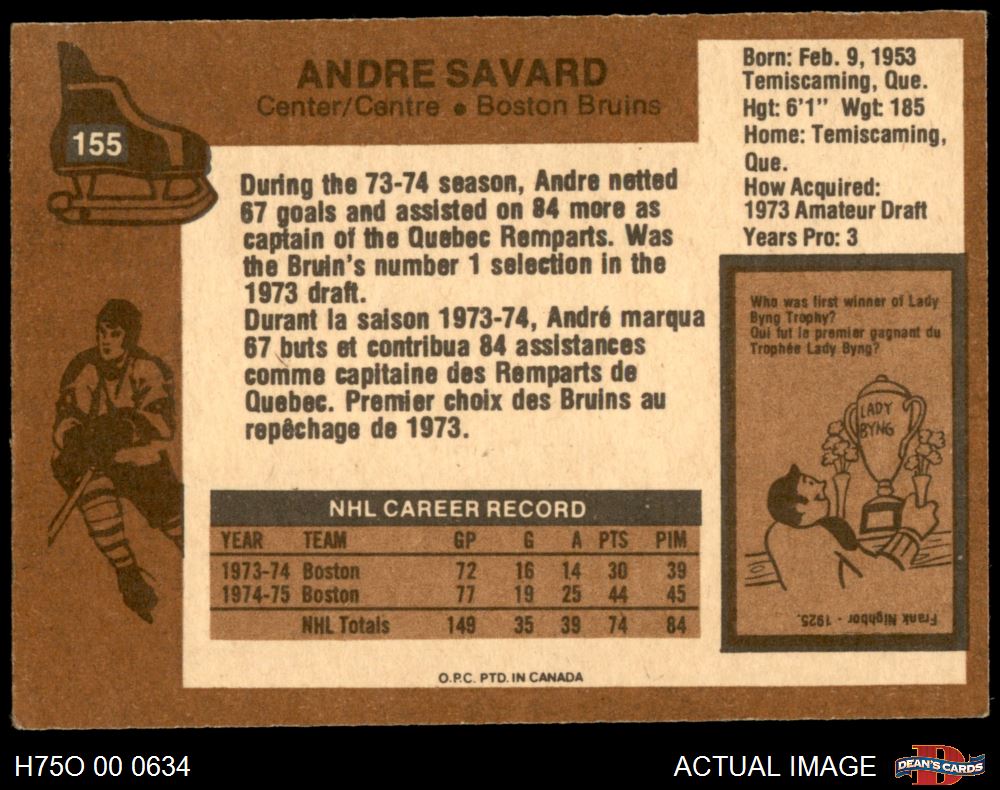 155
ANDRE SAVARD
Center/Centre • Boston Bruins
Born: Feb. 9, 1953
Temiscaming, Que.
Hgt: 6'1" Wgt: 185
Home: Temiscaming,
Que.
How Acquired:
1973 Amateur Draft
Years Pro: 3
During the 73-74 season, Andre netted
67 goals and assisted on 84 more as
captain of the Quebec Remparts. Was
the Bruin's number 1 selection in the
1973 draft.
Durant la saison 1973-74, André marqua
67 buts et contribua 84 assistances
comme capitaine des Remparts de
Quebec. Premier choix des Bruins au
repêchage de 1973.
Who was first winner of Lady
Byng Trophy?
Qui fut le premier gagnant du
Trophée Lady Byng?
LADY
BYNG
Frank Nighbor - 1925.
NHL CAREER RECORD
YEAR TEAM GP G A PTS PIM
1973-74 Boston 72 16 14 30 39
1974-75 Boston 77 19 25 44 45
NHL Totals 149 35 39 74 84
O.P.C. PTD. IN CANADA
H75O 00 0634
ACTUAL IMAGE
DEAN'S CARDS